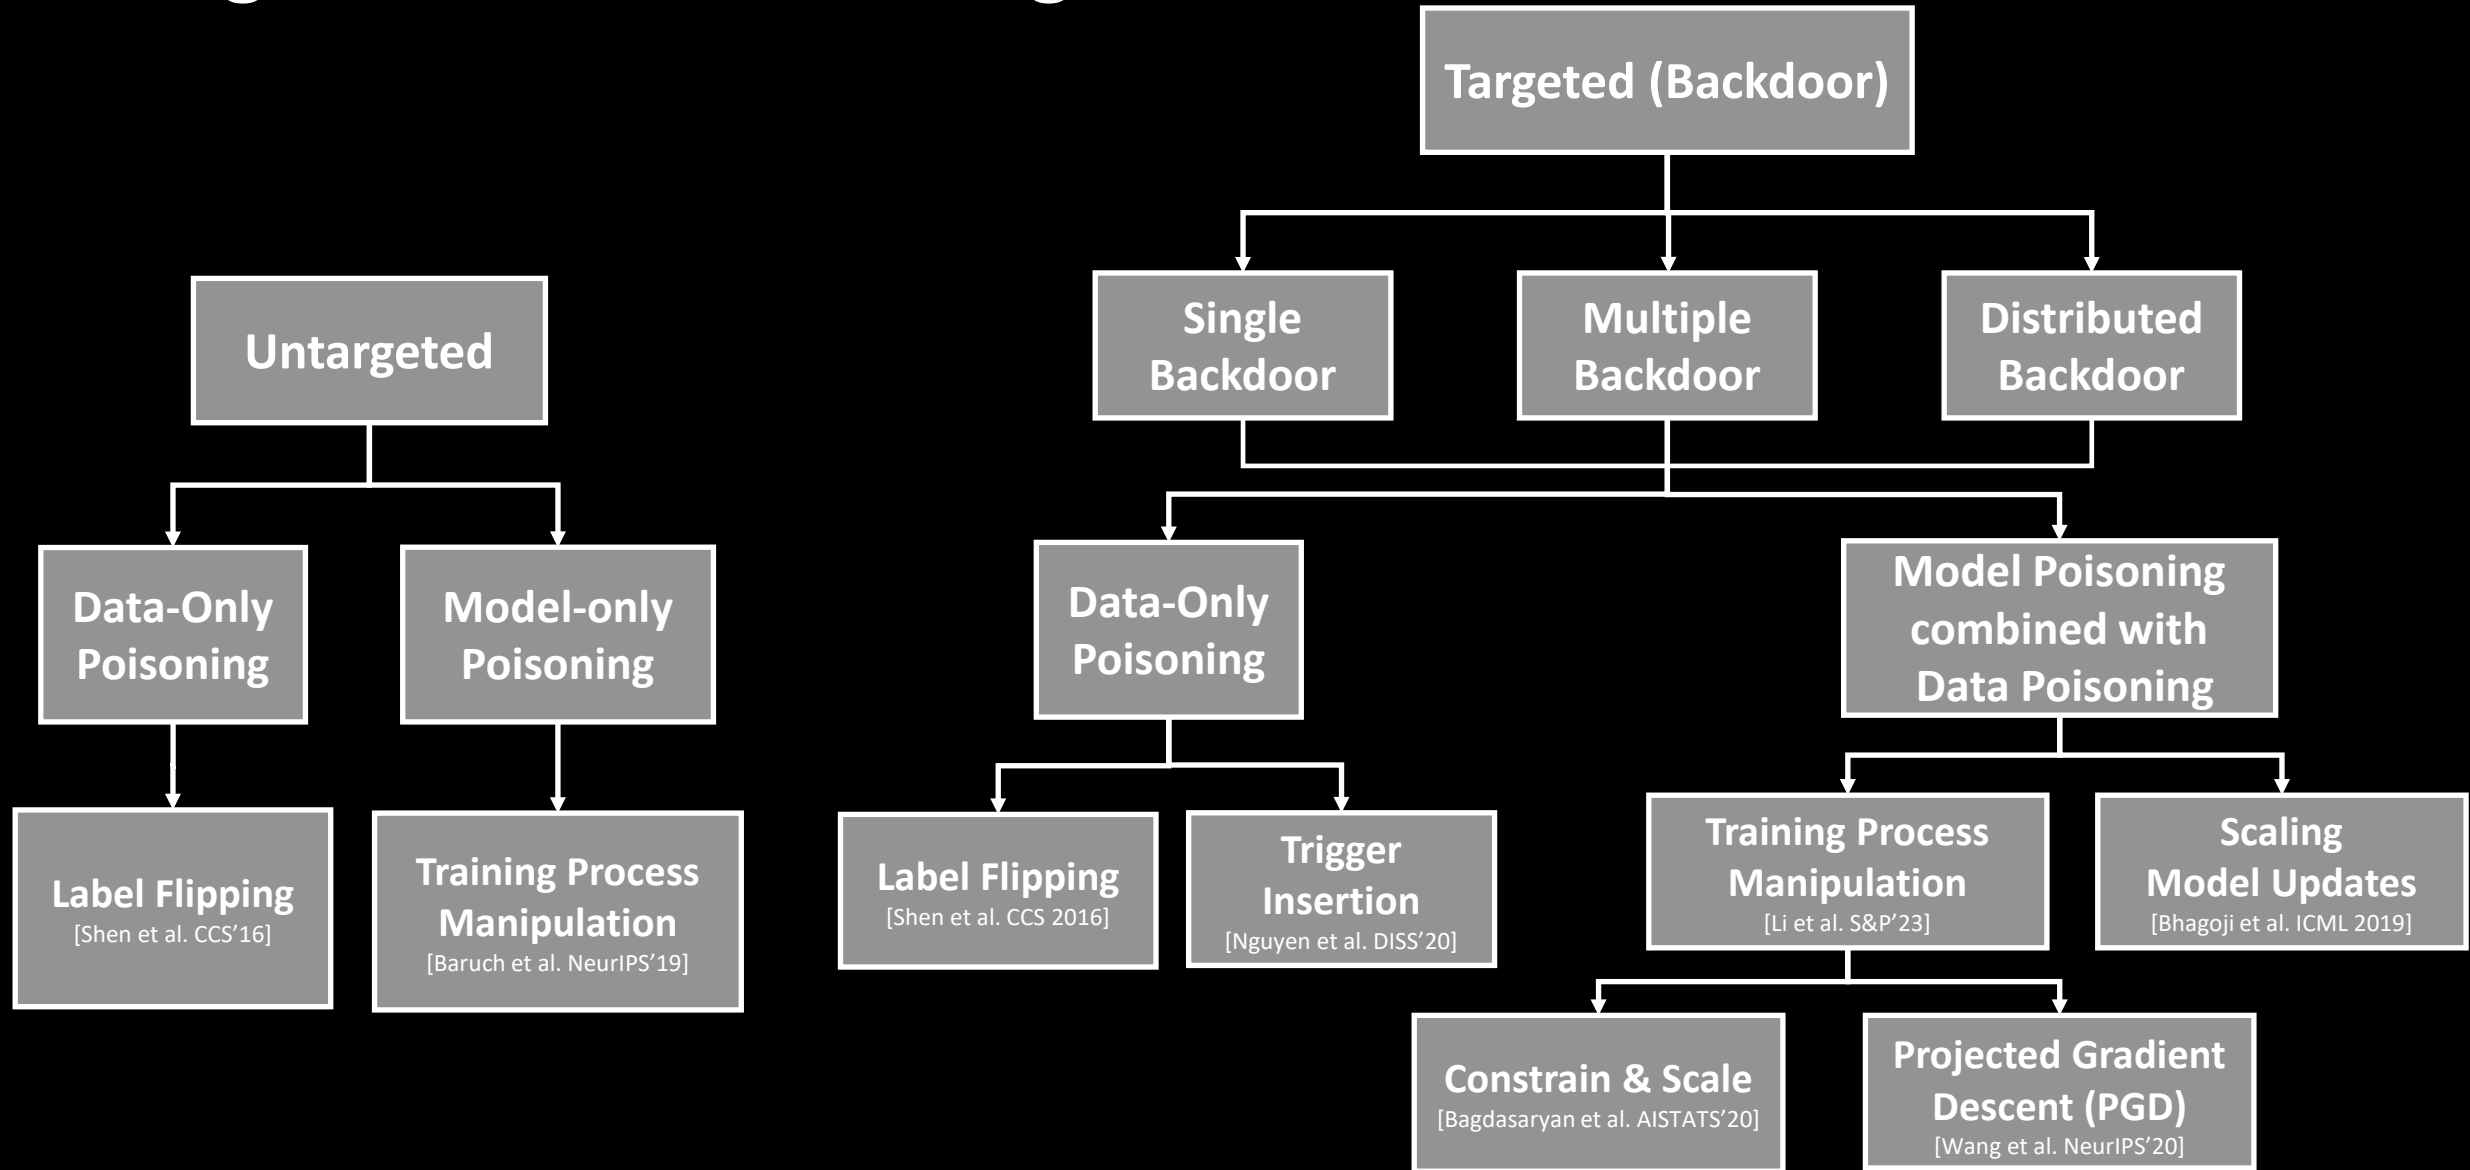 Targeted (Backdoor)
Single
Backdoor
Multiple
Backdoor
Distributed
Backdoor
Untargeted
Data-Only
Poisoning
Model-only
Poisoning
Data-Only
Poisoning
Model Poisoning
combined with
Data Poisoning
Label Flipping
[Shen et al. CCS’16]
Training Process
Manipulation
[Baruch et al. NeurIPS’19]
Label Flipping
[Shen et al. CCS 2016]
Trigger
Insertion
[Nguyen et al. DISS’20]
Training Process
Manipulation
[Li et al. S&P’23]
Scaling
Model Updates
[Bhagoji et al. ICML 2019]
Constrain & Scale
[Bagdasaryan et al. AISTATS’20]
Projected Gradient
Descent (PGD)
[Wang et al. NeurIPS’20]